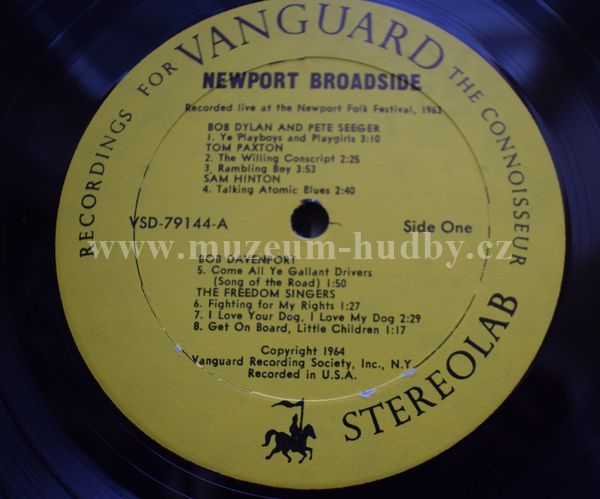 RECORDINGS FOR VANGUARD THE CONNOISSEUR
NEWPORT BROADSIDE
Recorded live at the Newport Folk Festival, 1963
BOB DYLAN AND PETE SEEGER
1. Ye Playboys and Playgirls 3:10
TOM PAXTON
2. The Willing Conscript 2:25
3. Rambling Boy 3:53
SAM HINTON
4. Talking Atomic Blues 2:40
VSD-79144-A Side One
www.muzeum-hudby.cz
BOB DAVENPORT
5. Come All Ye Gallant Drivers
(Song of the Road) 1:50
THE FREEDOM SINGERS
6. Fighting for My Rights 1:27
7. I Love Your Dog, I Love My Dog 2:29
8. Get On Board, Little Children 1:17
Copyright 1964
Vanguard Recording Society, Inc., N.Y.
Recorded in U.S.A.
STEREOLAB